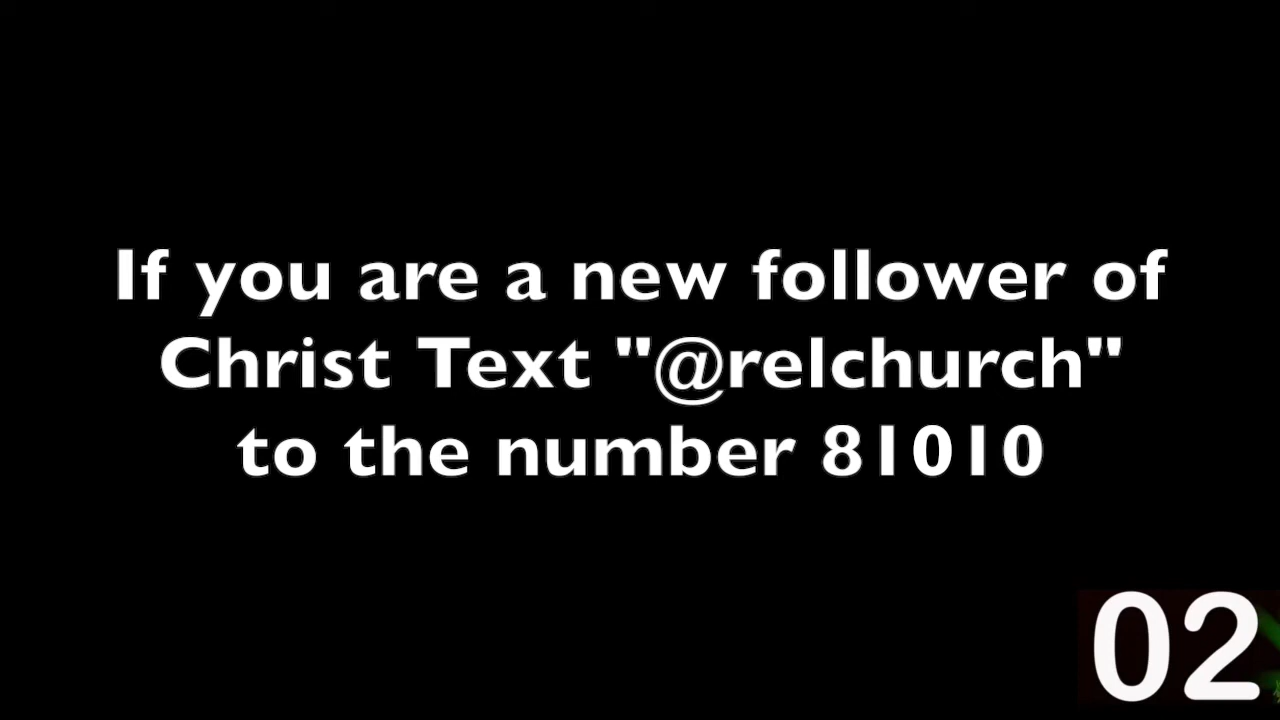 If you are a new follower of
Christ Text "@relchurch"
to the number 81010
02